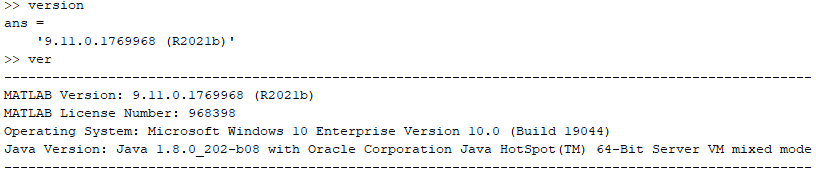 >> version
ans =
    '9.11.0.1769968 (R2021b)'
>> ver
-----------------------------------------------------------------------------------------------------
MATLAB Version: 9.11.0.1769968 (R2021b)
MATLAB License Number: 968398
Operating System: Microsoft Windows 10 Enterprise Version 10.0 (Build 19044)
Java Version: Java 1.8.0_202-b08 with Oracle Corporation Java HotSpot(TM) 64-Bit Server VM mixed mode
-----------------------------------------------------------------------------------------------------